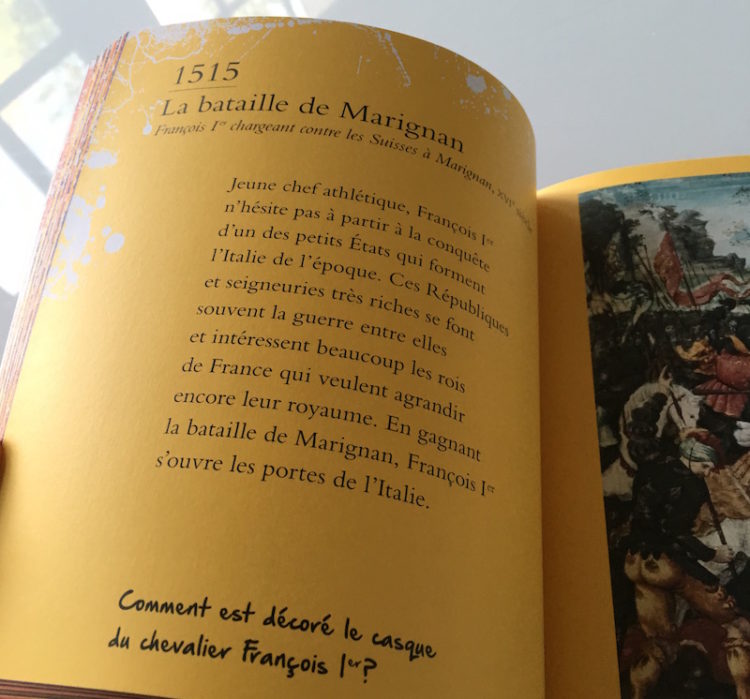 1515
La bataille de Marignan
François Ier chargeant contre les Suisses à Marignan, XVIe siècle
Jeune chef athlétique, François Ier
n'hésite pas à partir à la conquête
d'un des petits États qui forment
l'Italie de l'époque. Ces Républiques
et seigneuries très riches se font
souvent la guerre entre elles
et intéressent beaucoup les rois
de France qui veulent agrandir
encore leur royaume. En gagnant
la bataille de Marignan, François Ier
s'ouvre les portes de l'Italie.
Comment est décoré le casque
du chevalier François Ier?